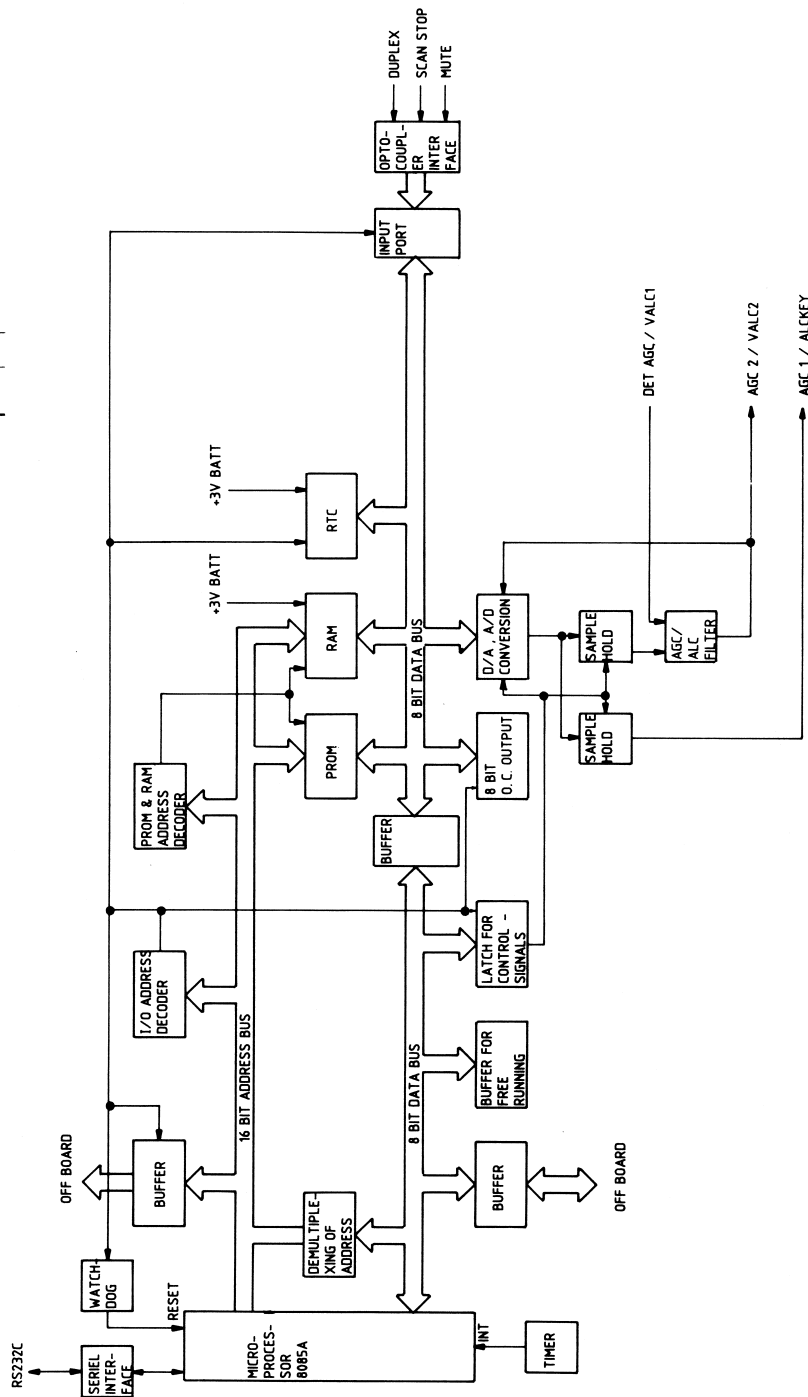 RS232C
SERIEL
INTER-
FACE
WATCH-
DOG
RESET
MICRO-
PROCES-
SOR
8085A
INT
TIMER
OFF BOARD
BUFFER
DEMULTIPLE-
XING OF
ADDRESS
BUFFER
OFF BOARD
16 BIT ADDRESS BUS
8 BIT DATA BUS
I/O ADDRESS
DECODER
BUFFER FOR
FREE
RUNNING
LATCH FOR
CONTROL -
SIGNALS
PROM & RAM
ADDRESS
DECODER
BUFFER
PROM
8 BIT
O.C. OUTPUT
8 BIT DATA BUS
+3V BATT
RAM
D/A , A/D
CONVERSION
SAMPLE
HOLD
SAMPLE
HOLD
AGC/
ALC
FILTER
+3V BATT
RTC
INPUT
PORT
OPTO-
COUPL-
ER
INTER
FACE
DUPLEX
SCAN STOP
MUTE
DET AGC / VALC1
AGC 2 / VALC2
AGC 1 / ALCKEY